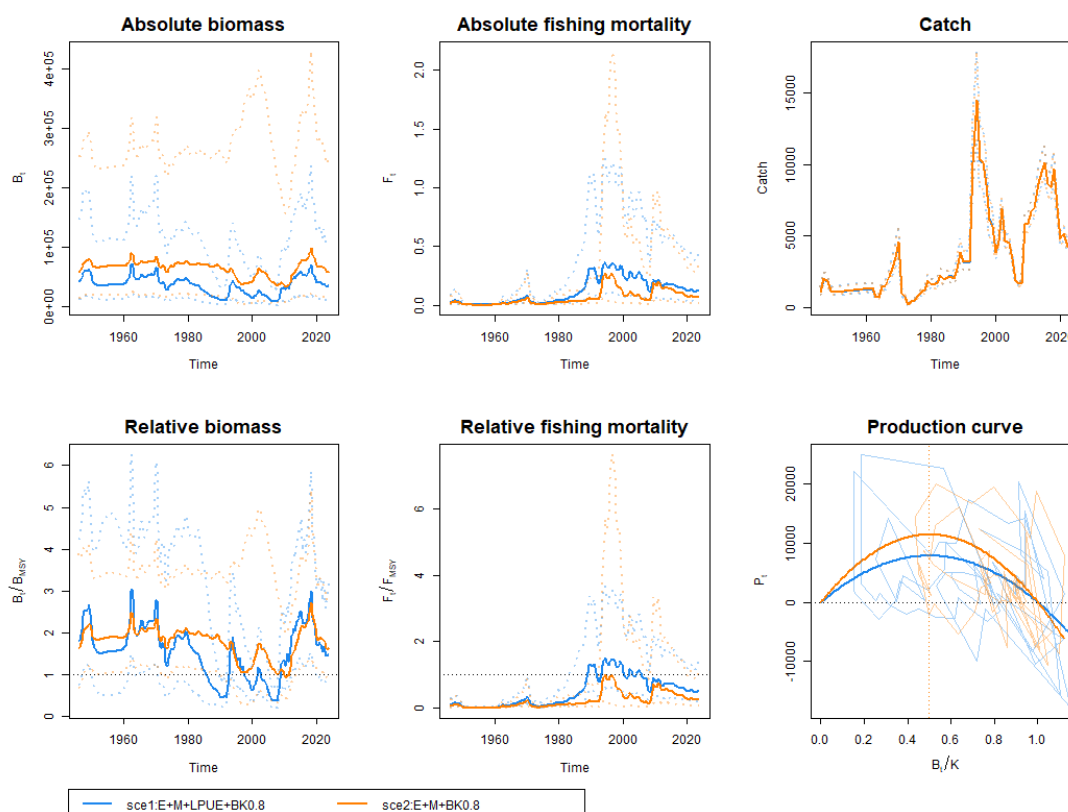 Absolute biomass
Absolute fishing mortality
Catch
4e+05
3e+05
2e+05
1e+05
0e+00
Bt
1960 1980 2000 2020
Time
2.0
1.5
1.0
0.5
0.0
Ft
1960 1980 2000 2020
Time
15000
10000
5000
0
Catch
1960 1980 2000 2020
Time
Relative biomass
Relative fishing mortality
Production curve
6
5
4
3
2
1
0
Bt/BMSY
1960 1980 2000 2020
Time
6
4
2
0
Ft/FMSY
1960 1980 2000 2020
Time
20000
10000
0
-10000
Pt
0.0 0.2 0.4 0.6 0.8 1.0
Bt/K
sce1:E+M+LPUE+BK0.8 sce2:E+M+BK0.8